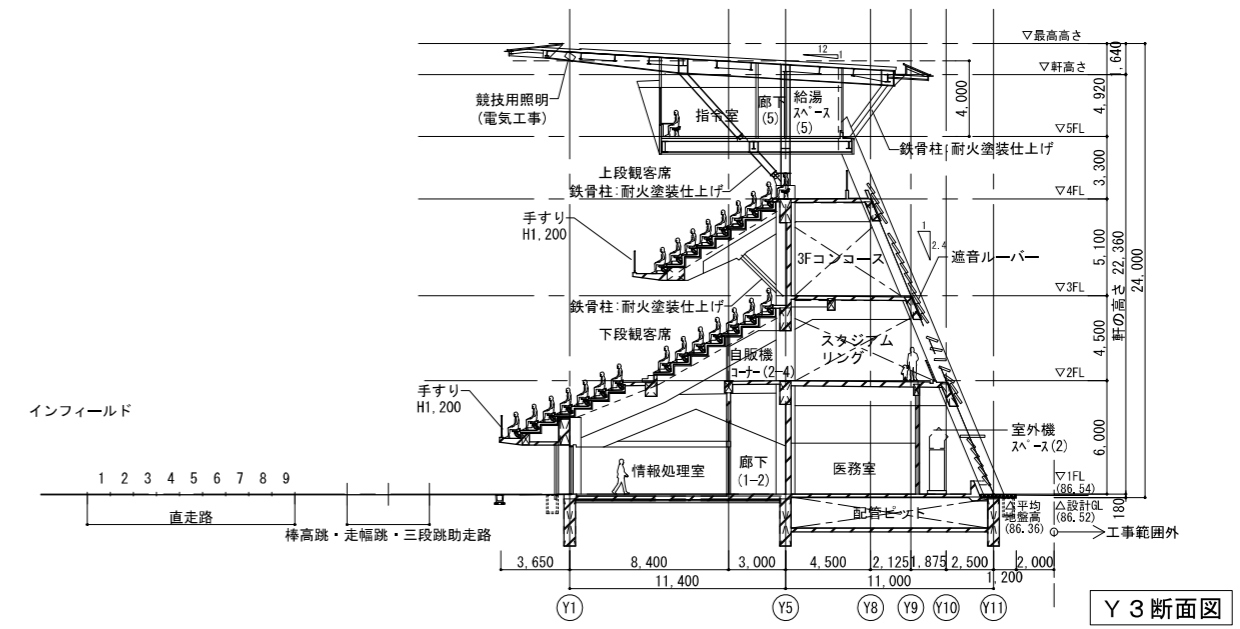 ▽最高高さ
1,640
12
1
▽軒高さ
競技用照明
(電気工事)
指令室
廊下
(5)
給湯
スペース
(5)
4,000
4,920
▽5FL
鉄骨柱:耐火塗装仕上げ
上段観客席
鉄骨柱:耐火塗装仕上げ
3,300
▽4FL
手すり
H1,200
1
2.4
3Fコンコース
遮音ルーバー
5,100
軒の高さ 22,360
24,000
▽3FL
鉄骨柱:耐火塗装仕上げ
下段観客席
自販機
コーナー(2-4)
スタジアム
リング
4,500
▽2FL
手すり
H1,200
インフィールド
室外機
スペース(2)
6,000
情報処理室
廊下
(1-2)
医務室
▽1FL
(86.54)
1 2 3 4 5 6 7 8 9
直走路
棒高跳・走幅跳・三段跳助走路
配管ピット
△平均
地盤高
(86.36)
△設計GL
(86.52)
180
工事範囲外
3,650
8,400
3,000
4,500
2,125
1,875
2,500
2,000
11,400
11,000
1,200
Y1
Y5
Y8
Y9
Y10
Y11
Y3断面図